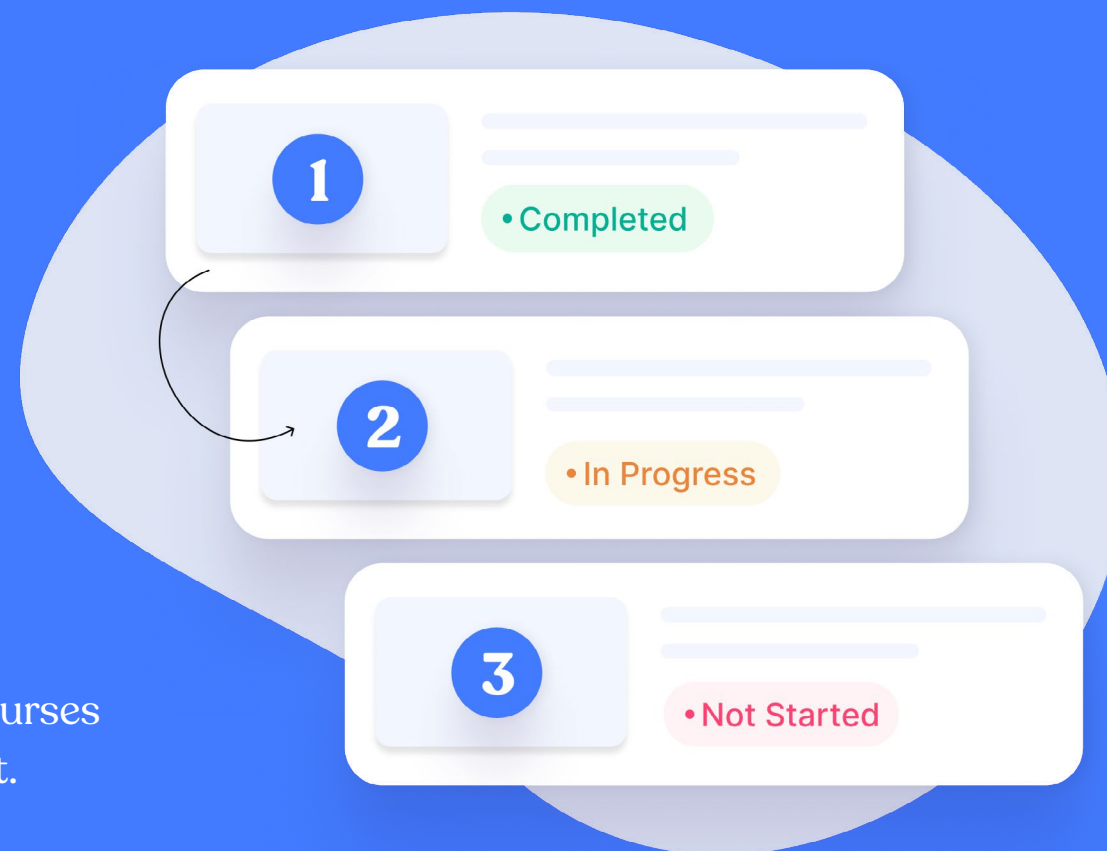 1
• Completed
2
• In Progress
3
• Not Started
urses
t.